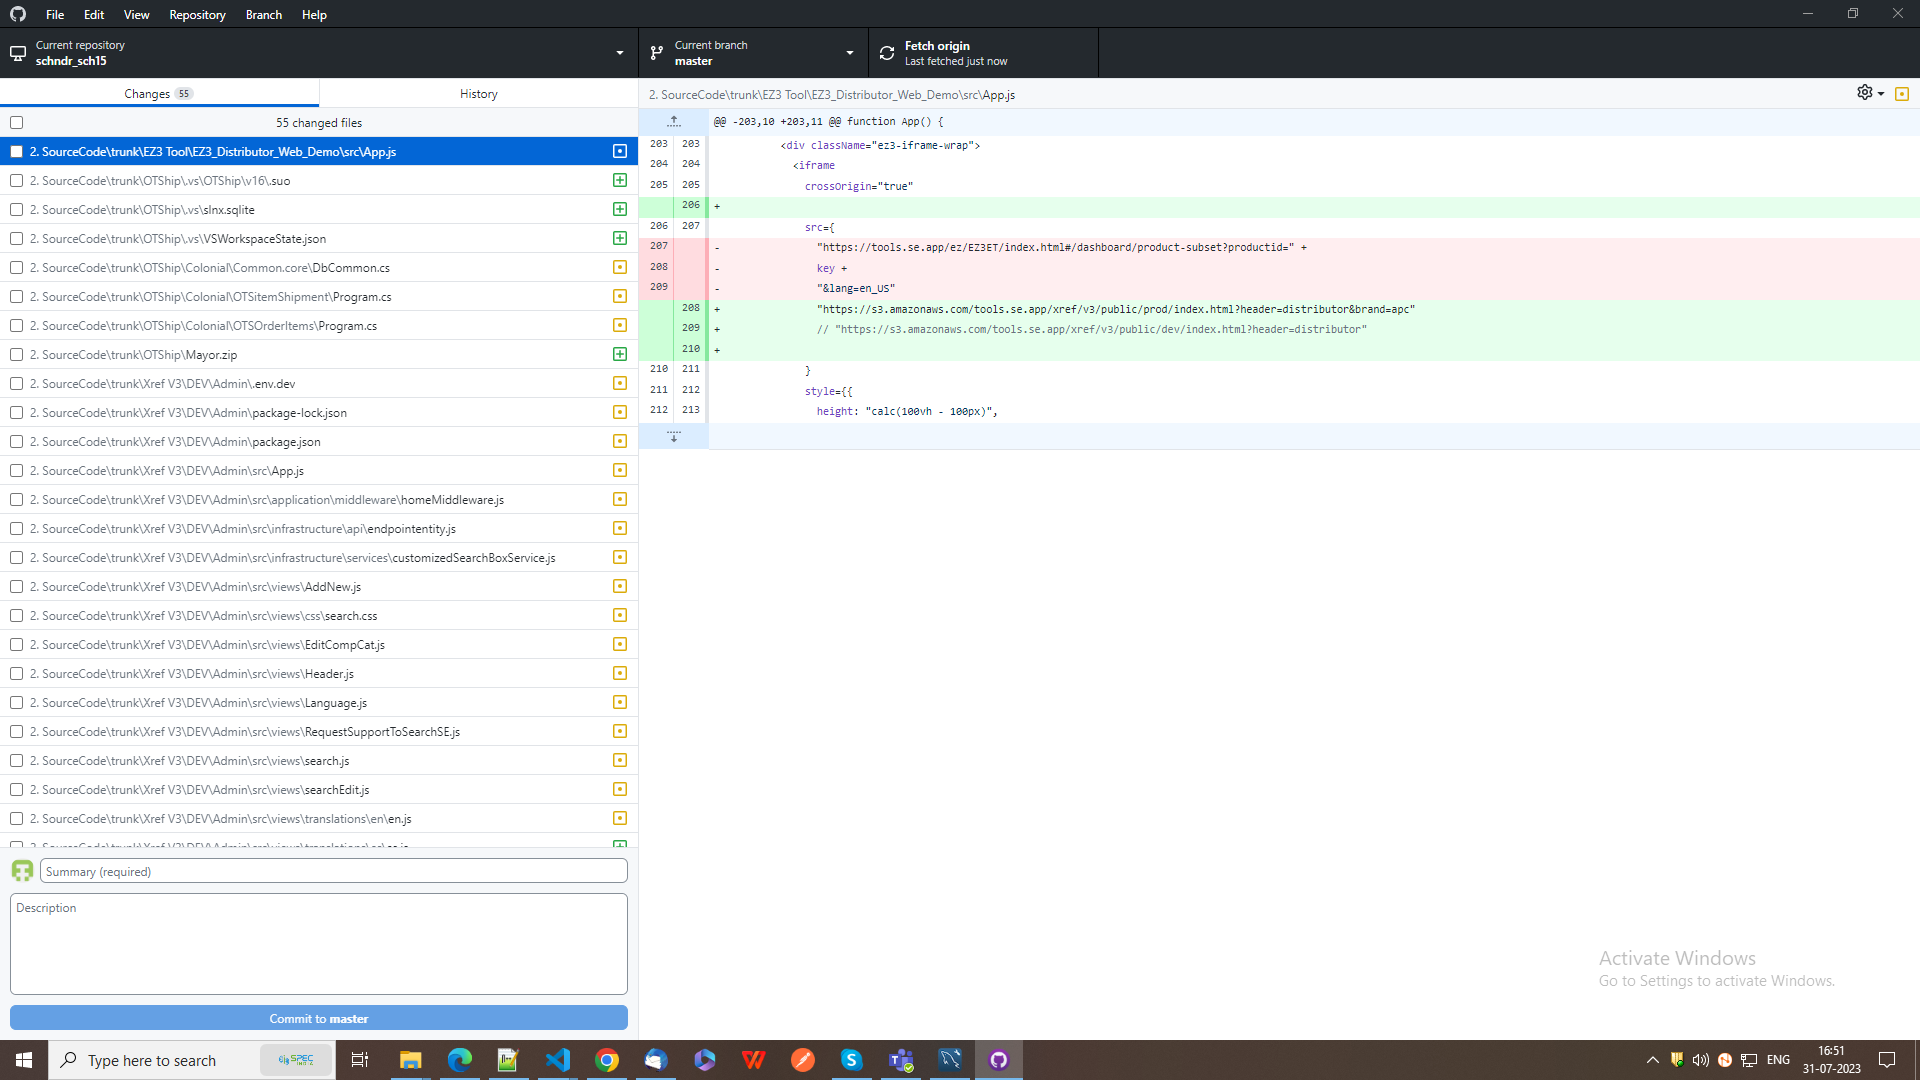 File Edit View Repository Branch Help
Current repository
schndr_sch15
Current branch
master
Fetch origin
Last fetched just now
Changes 55 History
55 changed files
2. SourceCode\trunk\EZ3 Tool\EZ3_Distributor_Web_Demo\src\App.js
2. SourceCode\trunk\OTShip\.vs\OTShip\v16\.suo
2. SourceCode\trunk\OTShip\.vs\slnx.sqlite
2. SourceCode\trunk\OTShip\.vs\VSWorkspaceState.json
2. SourceCode\trunk\OTShip\Colonial\Common.core\DbCommon.cs
2. SourceCode\trunk\OTShip\Colonial\OTSitemShipment\Program.cs
2. SourceCode\trunk\OTShip\Colonial\OTSOrderItems\Program.cs
2. SourceCode\trunk\OTShip\Mayor.zip
2. SourceCode\trunk\Xref V3\DEV\Admin\.env.dev
2. SourceCode\trunk\Xref V3\DEV\Admin\package-lock.json
2. SourceCode\trunk\Xref V3\DEV\Admin\package.json
2. SourceCode\trunk\Xref V3\DEV\Admin\src\App.js
2. SourceCode\trunk\Xref V3\DEV\Admin\src\application\middleware\homeMiddleware.js
2. SourceCode\trunk\Xref V3\DEV\Admin\src\infrastructure\api\endpointentity.js
2. SourceCode\trunk\Xref V3\DEV\Admin\src\infrastructure\services\customizedSearchBoxService.js
2. SourceCode\trunk\Xref V3\DEV\Admin\src\views\AddNew.js
2. SourceCode\trunk\Xref V3\DEV\Admin\src\views\css\search.css
2. SourceCode\trunk\Xref V3\DEV\Admin\src\views\EditCompCat.js
2. SourceCode\trunk\Xref V3\DEV\Admin\src\views\Header.js
2. SourceCode\trunk\Xref V3\DEV\Admin\src\views\Language.js
2. SourceCode\trunk\Xref V3\DEV\Admin\src\views\RequestSupportToSearchSE.js
2. SourceCode\trunk\Xref V3\DEV\Admin\src\views\search.js
2. SourceCode\trunk\Xref V3\DEV\Admin\src\views\searchEdit.js
2. SourceCode\trunk\Xref V3\DEV\Admin\src\views\translations\en\en.js
Summary (required)
Description
Commit to master
2. SourceCode\trunk\EZ3 Tool\EZ3_Distributor_Web_Demo\src\App.js
@@ -203,10 +203,11 @@ function App() {
203 203 <div className="ez3-iframe-wrap">
204 204 <iframe
205 205 crossOrigin="true"
206 +
206 207 src={
207 - "https://tools.se.app/ez/EZ3ET/index.html#/dashboard/product-subset?productid=" +
208 - key +
209 - "&lang=en_US"
208 + "https://s3.amazonaws.com/tools.se.app/xref/v3/public/prod/index.html?header=distributor&brand=apc"
209 + // "https://s3.amazonaws.com/tools.se.app/xref/v3/public/dev/index.html?header=distributor"
210 +
210 211 }
211 212 style={{
212 213 height: "calc(100vh - 100px)",
Activate Windows
Go to Settings to activate Windows.
Type here to search
ENG
16:51
31-07-2023